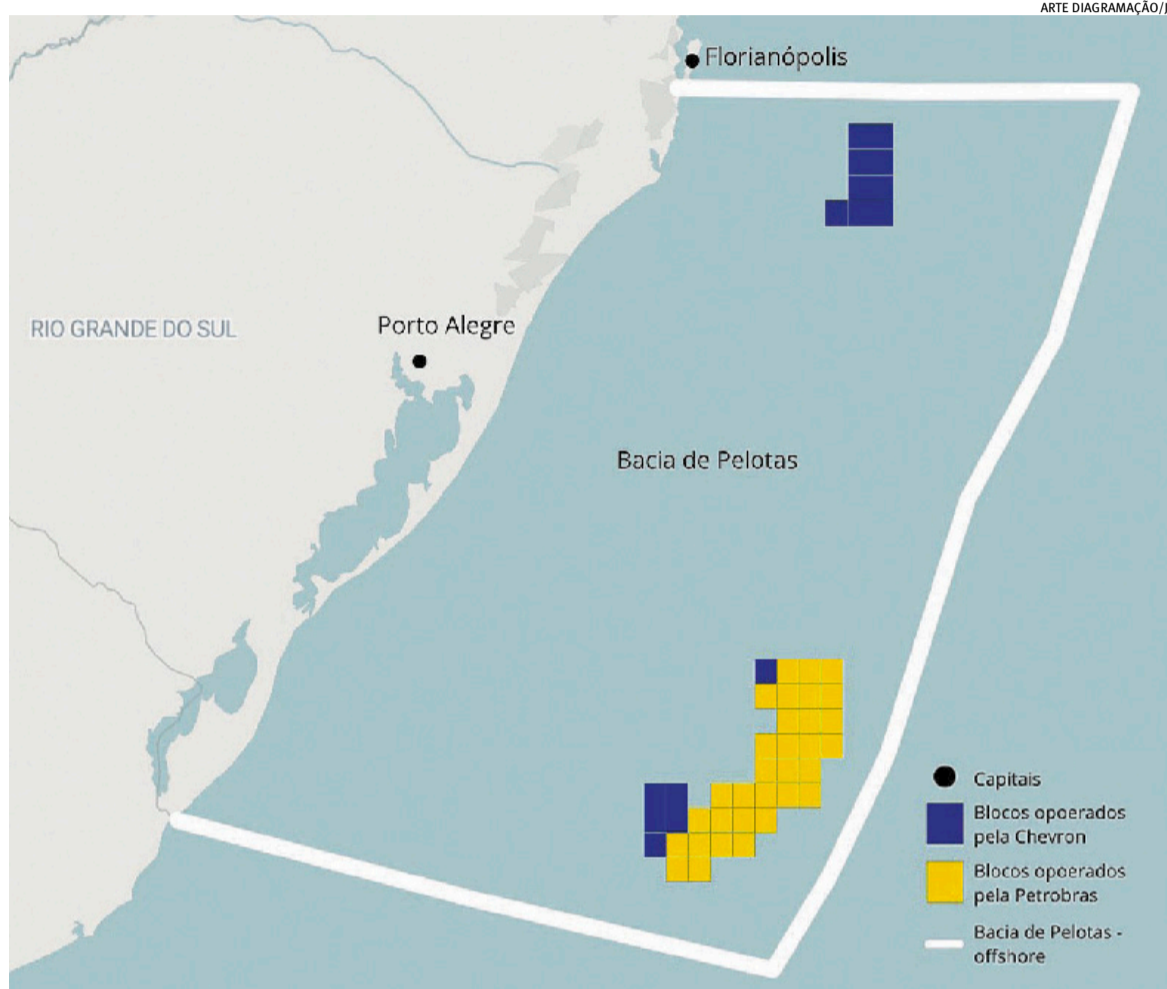 ARTE DIAGRAMAÇÃO/J
Florianópolis
RIO GRANDE DO SUL
Porto Alegre
Bacia de Pelotas
Capitais
Blocos opoerados
pela Chevron
Blocos opoerados
pela Petrobras
Bacia de Pelotas -
offshore